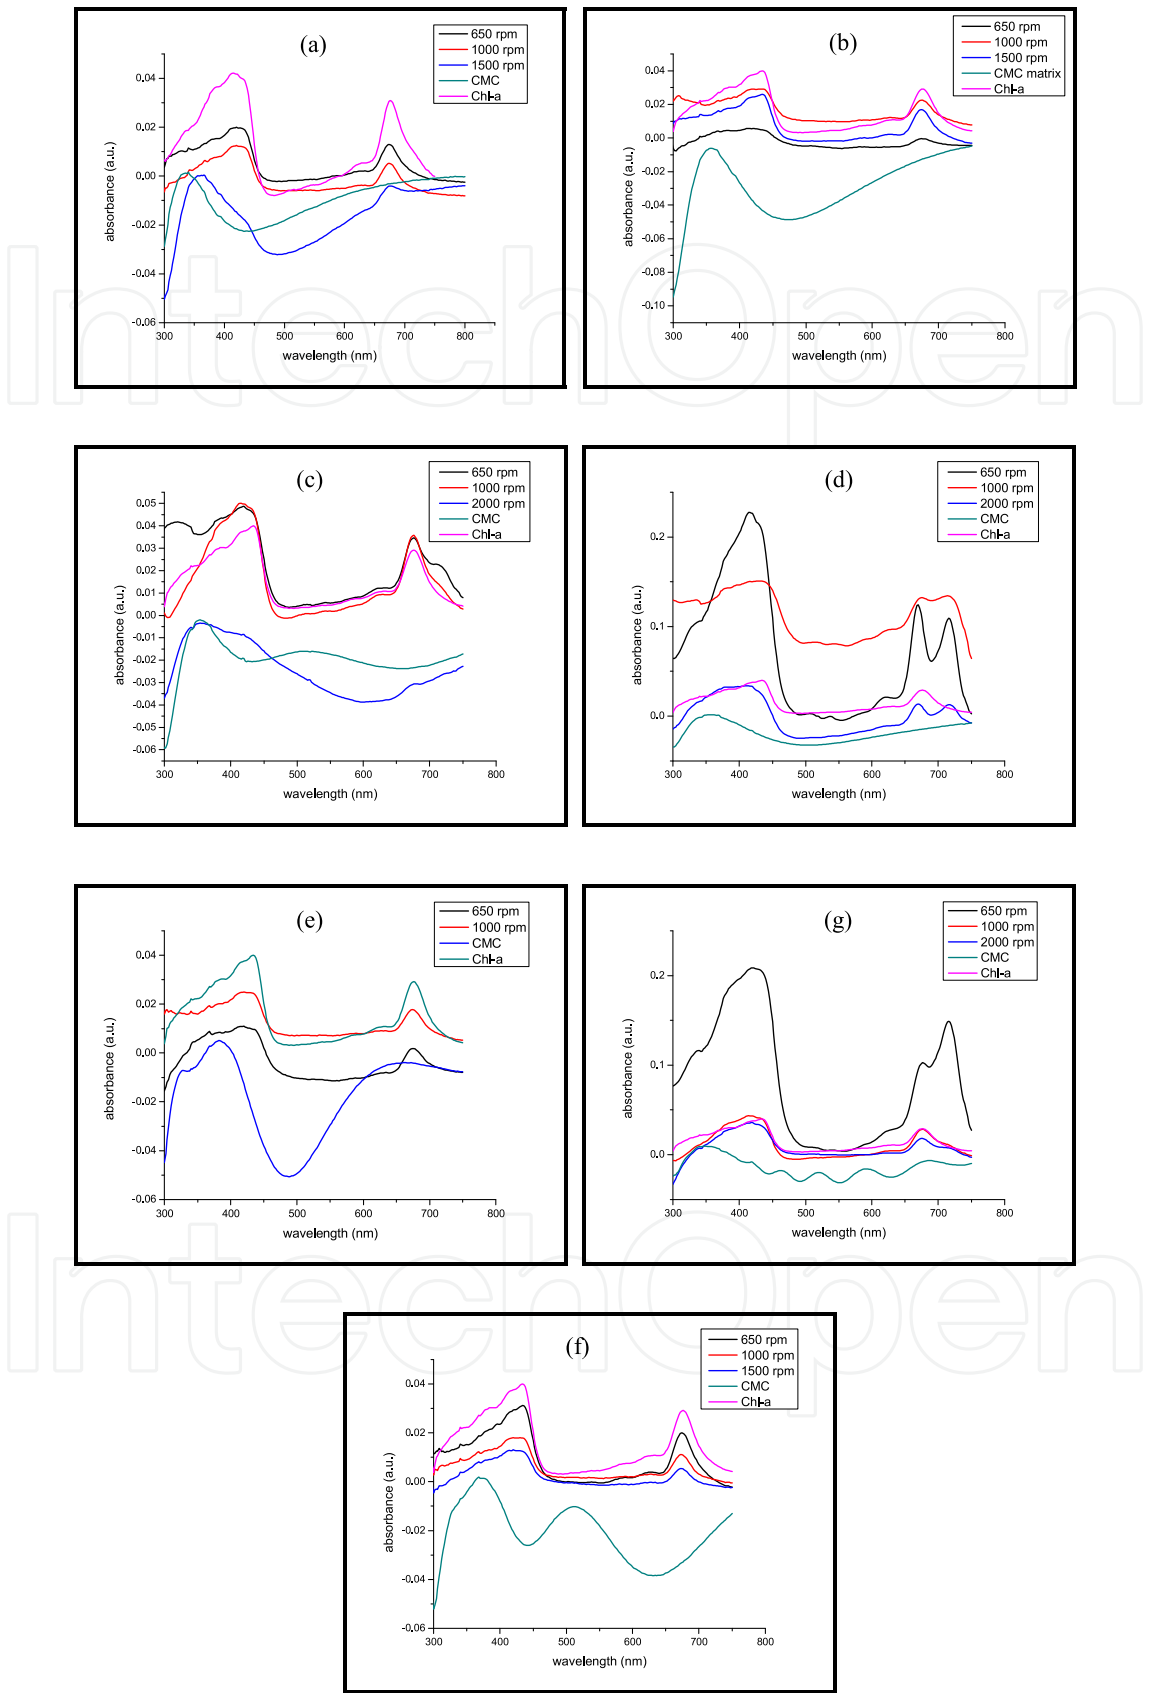 (a)
650 rpm
1000 rpm
1500 rpm
CMC
Chl-a
0.04
0.02
0.00
-0.02
-0.04
-0.06
absorbance (a.u.)
300 400 500 600 700 800
wavelength (nm)
(b)
650 rpm
1000 rpm
1500 rpm
CMC matrix
Chl-a
0.06
0.04
0.02
0.00
-0.02
-0.04
-0.06
-0.08
-0.10
absorbance (a.u.)
300 400 500 600 700 800
wavelength (nm)
(c)
650 rpm
1000 rpm
2000 rpm
CMC
Chl-a
0.05
0.04
0.03
0.02
0.01
0.00
-0.01
-0.02
-0.03
-0.04
-0.05
-0.06
absorbance (a.u.)
300 400 500 600 700 800
wavelength (nm)
(d)
650 rpm
1000 rpm
2000 rpm
CMC
Chl-a
0.2
0.1
0.0
absorbance (a.u.)
300 400 500 600 700 800
wavelength (nm)
(e)
650 rpm
1000 rpm
CMC
Chl-a
0.04
0.02
0.00
-0.02
-0.04
-0.06
absorbance (a.u.)
300 400 500 600 700 800
wavelength (nm)
(g)
650 rpm
1000 rpm
2000 rpm
CMC
Chl-a
0.2
0.1
0.0
absorbance (a.u.)
300 400 500 600 700 800
wavelength (nm)
(f)
650 rpm
1000 rpm
1500 rpm
CMC
Chl-a
0.04
0.02
0.00
-0.02
-0.04
-0.06
absorbance (a.u.)
300 400 500 600 700 800
wavelength (nm)
IntechOpen
IntechOpen